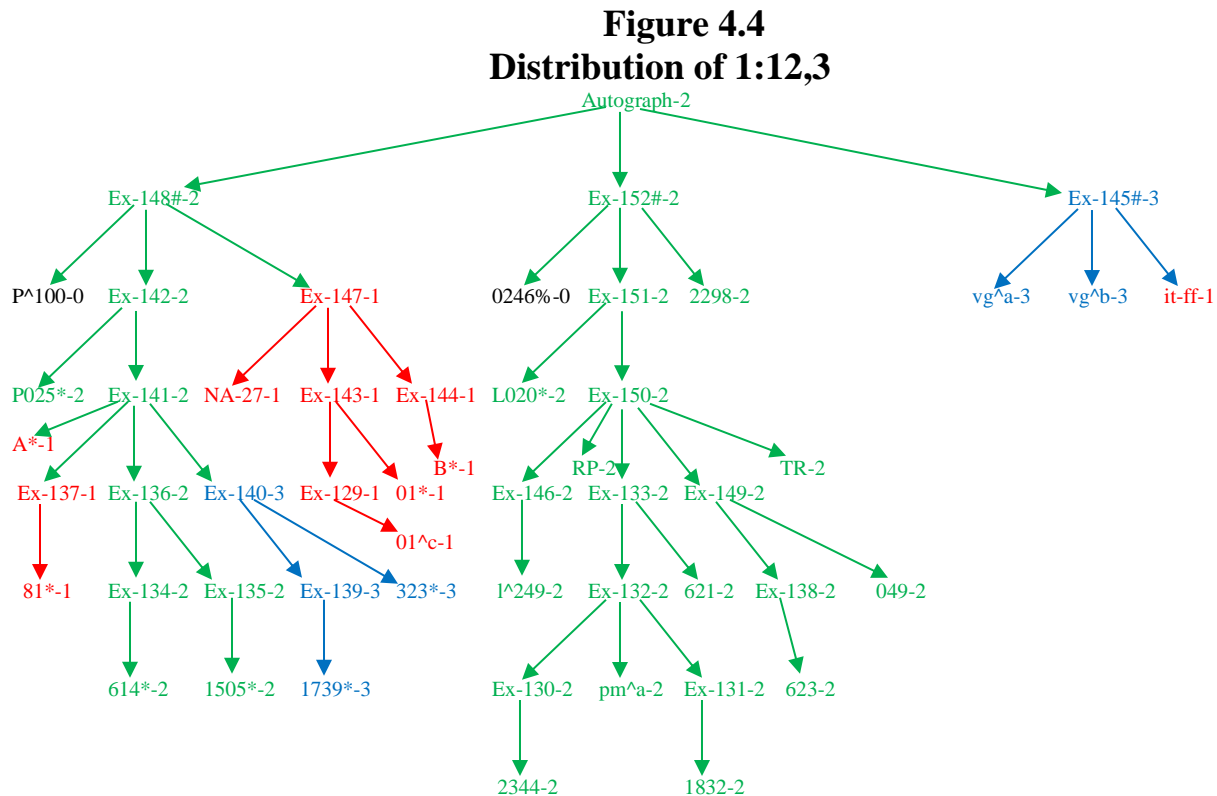 Figure 4.4
Distribution of 1:12,3
Autograph-2
Ex-148#-2 Ex-152#-2 Ex-145#-3
P^100-0 Ex-142-2 Ex-147-1 0246%-0 Ex-151-2 2298-2 vg^a-3 vg^b-3 it-ff-1
P025*-2 Ex-141-2 NA-27-1 Ex-143-1 Ex-144-1 L020*-2 Ex-150-2
A*-1
B*-1 RP-2 TR-2
Ex-137-1 Ex-136-2 Ex-140-3 Ex-129-1 01*-1 Ex-146-2 Ex-133-2 Ex-149-2
01^c-1
81*-1 Ex-134-2 Ex-135-2 Ex-139-3 323*-3 l^249-2 Ex-132-2 621-2 Ex-138-2 049-2
614*-2 1505*-2 1739*-3 Ex-130-2 pm^a-2 Ex-131-2 623-2
2344-2 1832-2